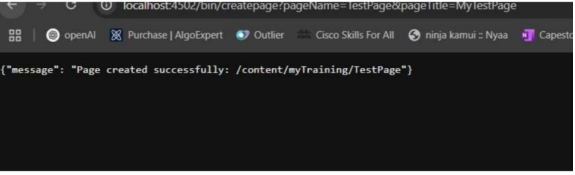 localhost:4502/bin/createpage?pageName=TestPage&pageTitle=MyTestPage
openAI Purchase | AlgoExpert Outlier Cisco Skills For All ninja kamui :: Nyaa Capesto
{"message": "Page created successfully: /content/myTraining/TestPage"}